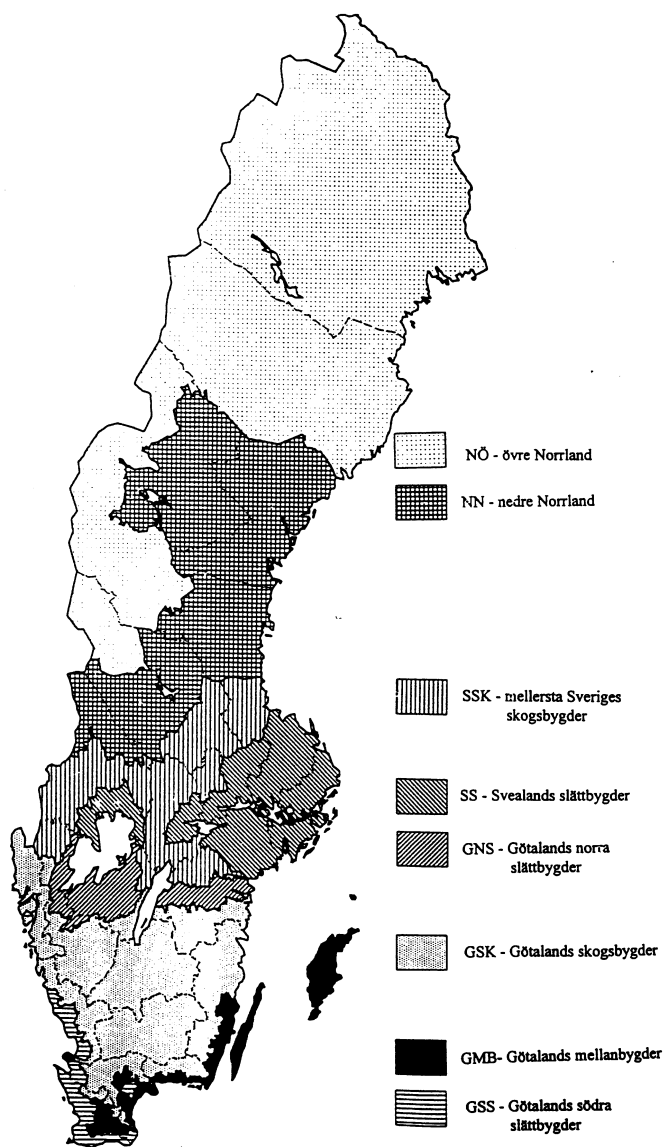 NÖ - övre Norrland
NN - nedre Norrland
SSK - mellersta Sveriges
skogsbygder
SS - Svealands slättbygder
GNS - Götalands norra
slättbygder
GSK - Götalands skogsbygder
GMB- Götalands mellanbygder
GSS - Götalands södra
slättbygder